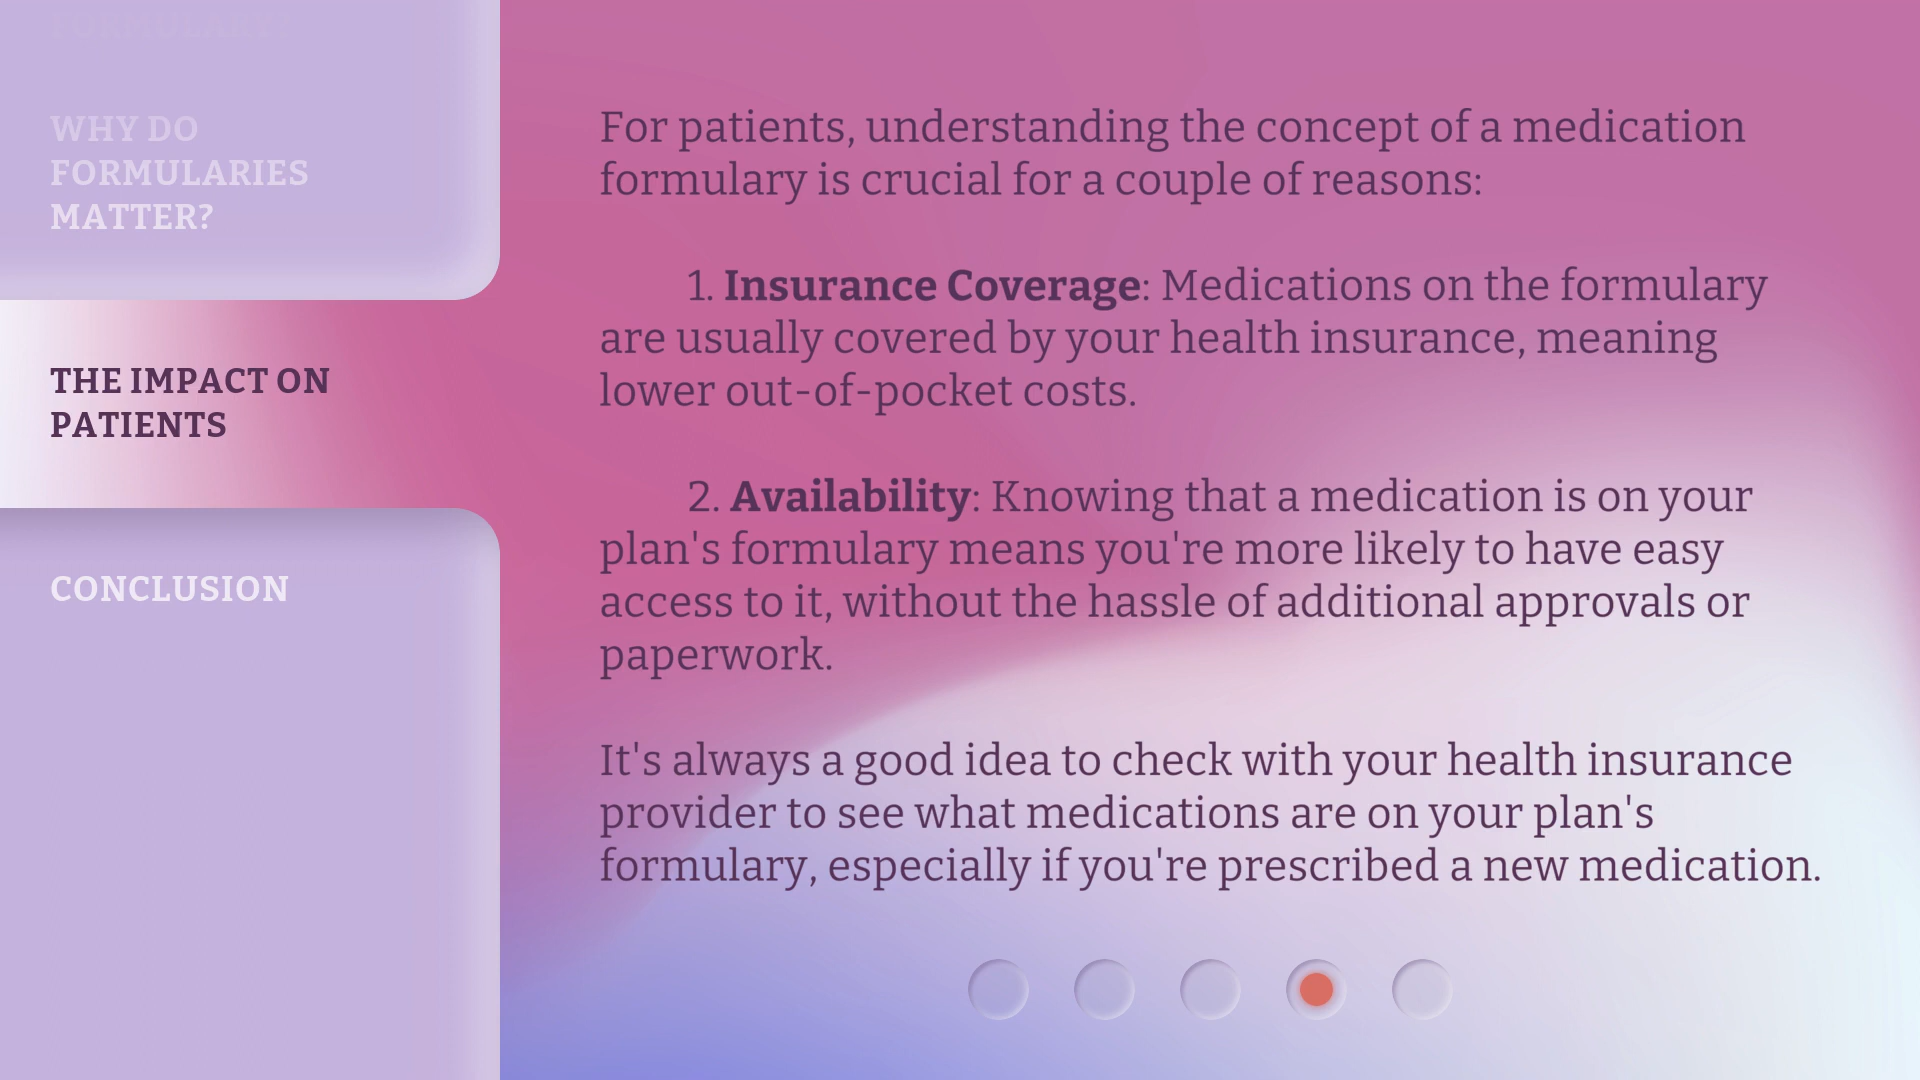 FORMULARY?
WHY DO
FORMULARIES
MATTER?
THE IMPACT ON
PATIENTS
CONCLUSION
For patients, understanding the concept of a medication
formulary is crucial for a couple of reasons:
1. Insurance Coverage: Medications on the formulary
are usually covered by your health insurance, meaning
lower out-of-pocket costs.
2. Availability: Knowing that a medication is on your
plan's formulary means you're more likely to have easy
access to it, without the hassle of additional approvals or
paperwork.
It's always a good idea to check with your health insurance
provider to see what medications are on your plan's
formulary, especially if you're prescribed a new medication.